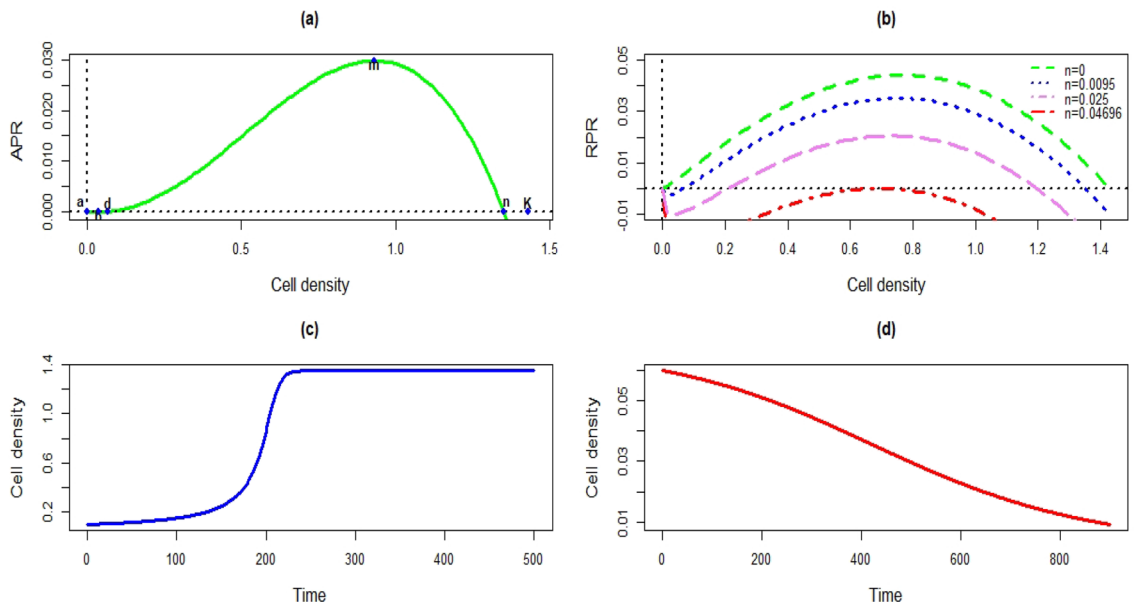 (a)
APR
0.000 0.010 0.020 0.030
a
d
m
n
K
0.0 0.5 1.0 1.5
Cell density
(b)
RPR
-0.01 0.01 0.03 0.05
n=0
n=0.0095
n=0.025
n=0.04696
0.0 0.2 0.4 0.6 0.8 1.0 1.2 1.4
Cell density
(c)
Cell density
0.2 0.6 1.0 1.4
0 100 200 300 400 500
Time
(d)
Cell density
0.01 0.03 0.05
0 200 400 600 800
Time